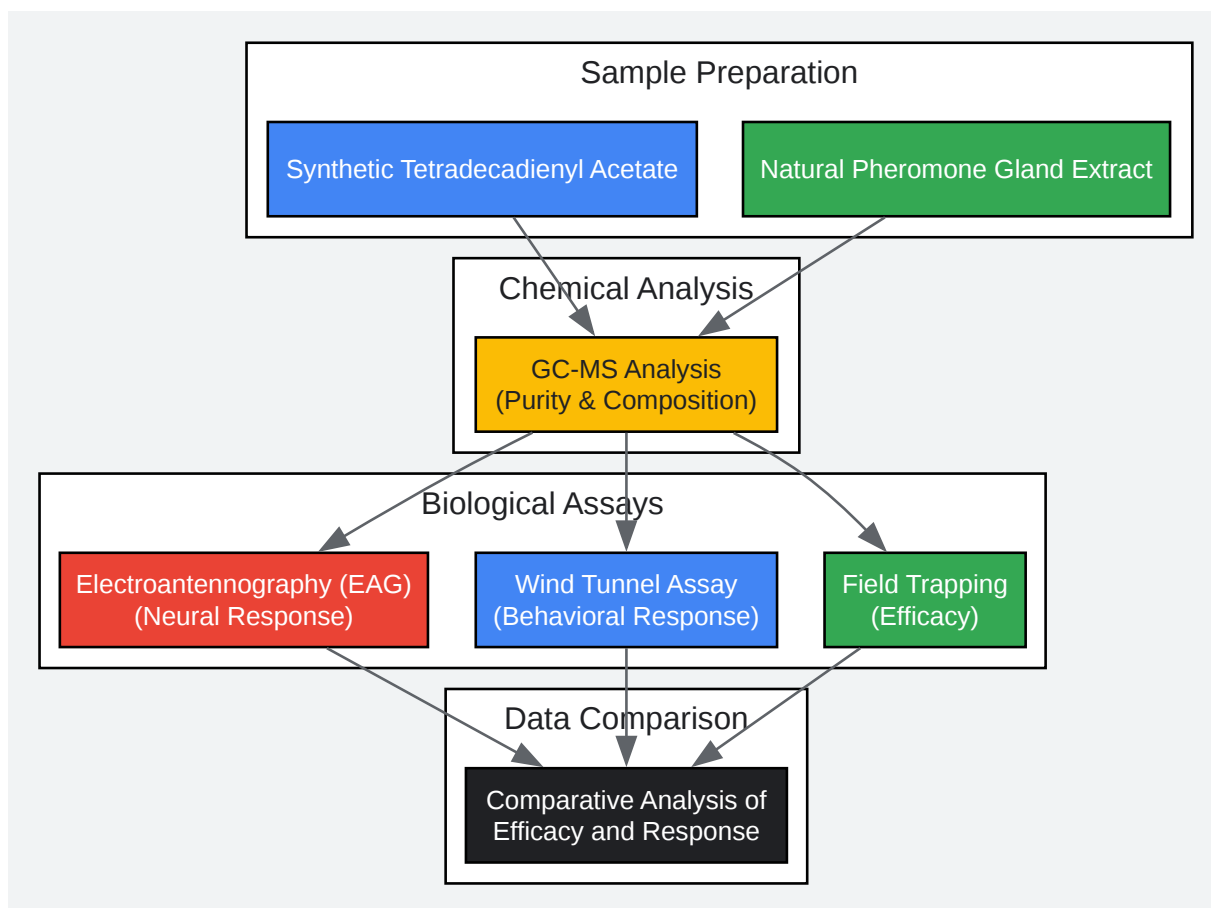 Sample Preparation
Synthetic Tetradecadienyl Acetate
Natural Pheromone Gland Extract
Chemical Analysis
GC-MS Analysis
(Purity & Composition)
Biological Assays
Electroantennography (EAG)
(Neural Response)
Wind Tunnel Assay
(Behavioral Response)
Field Trapping
(Efficacy)
Data Comparison
Comparative Analysis of
Efficacy and Response